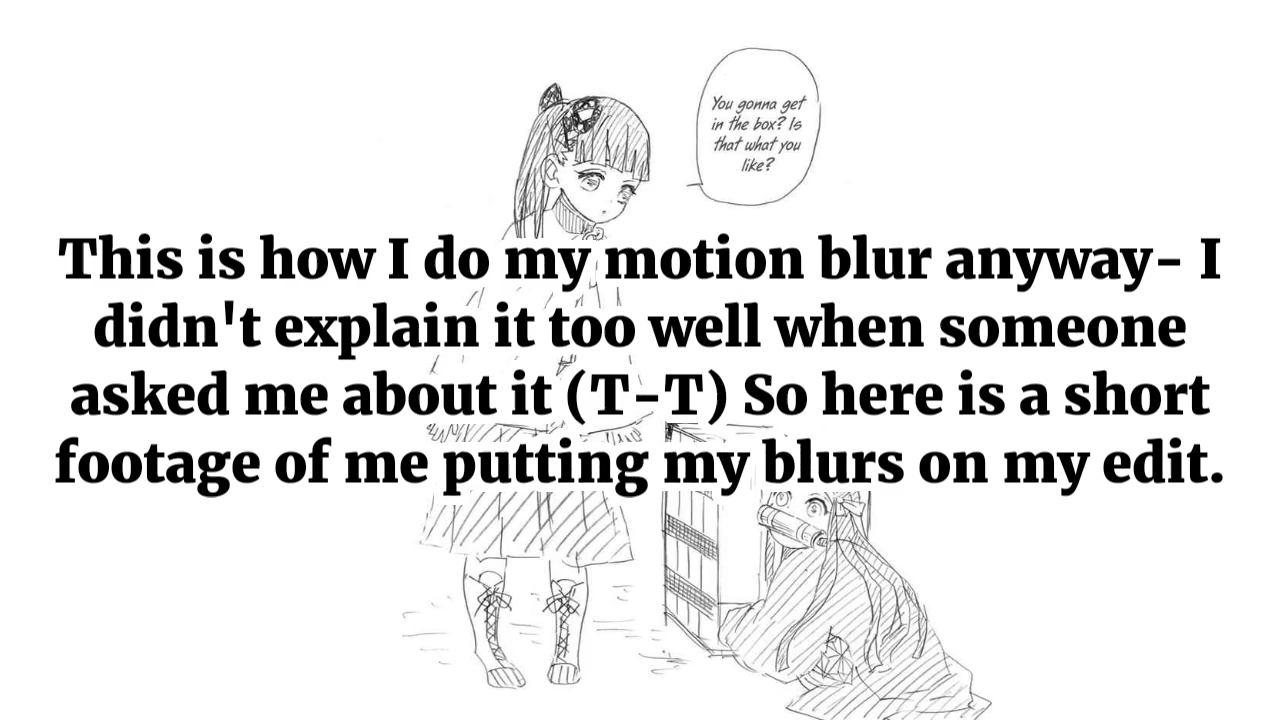 You gonna get
in the box? Is
that what you
like?
This is how I do my motion blur anyway- I
didn't explain it too well when someone
asked me about it (T-T) So here is a short
footage of me putting my blurs on my edit.